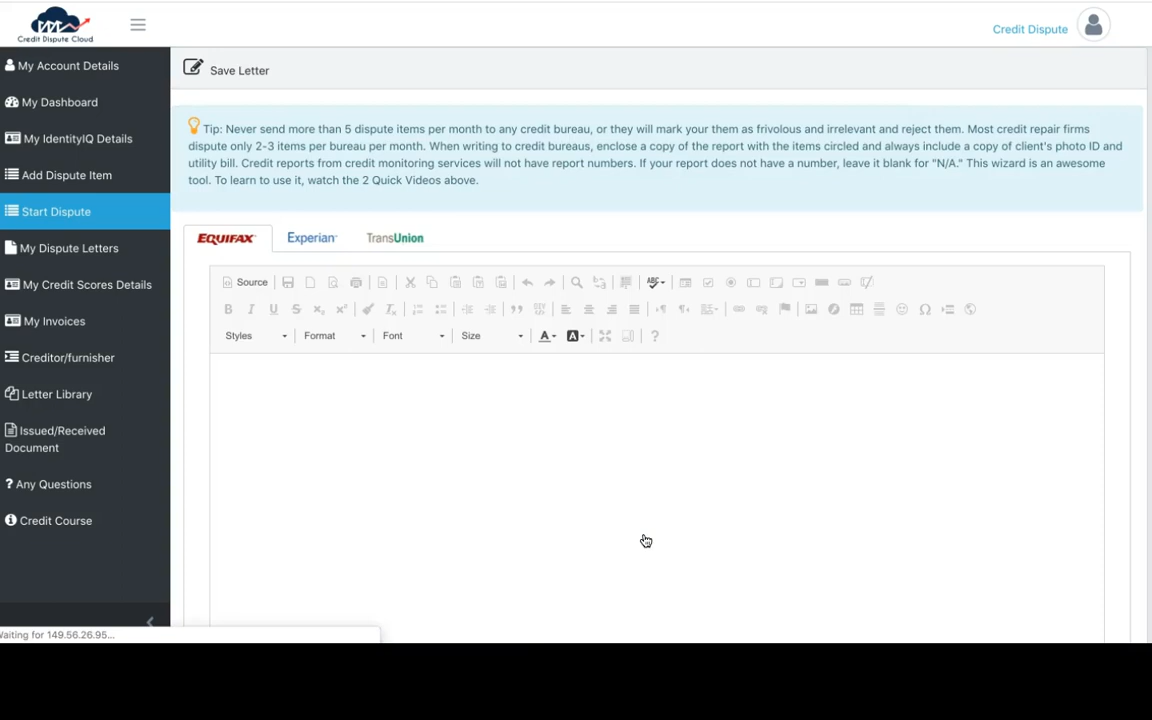 Credit Dispute Cloud
Credit Dispute
My Account Details
Save Letter
My Dashboard
My IdentityIQ Details
Add Dispute Item
Start Dispute
My Dispute Letters
My Credit Scores Details
My Invoices
Creditor/furnisher
Letter Library
Issued/Received
Document
? Any Questions
Credit Course
Tip: Never send more than 5 dispute items per month to any credit bureau, or they will mark your them as frivolous and irrelevant and reject them. Most credit repair firms
dispute only 2-3 items per bureau per month. When writing to credit bureaus, enclose a copy of the report with the items circled and always include a copy of client's photo ID and
utility bill. Credit reports from credit monitoring services will not have report numbers. If your report does not have a number, leave it blank for "N/A." This wizard is an awesome
tool. To learn to use it, watch the 2 Quick Videos above.
EQUIFAX Experian TransUnion
Source
B I U S x₂ x² Ix
Styles Format Font Size A A ?
Waiting for 149.56.26.95...